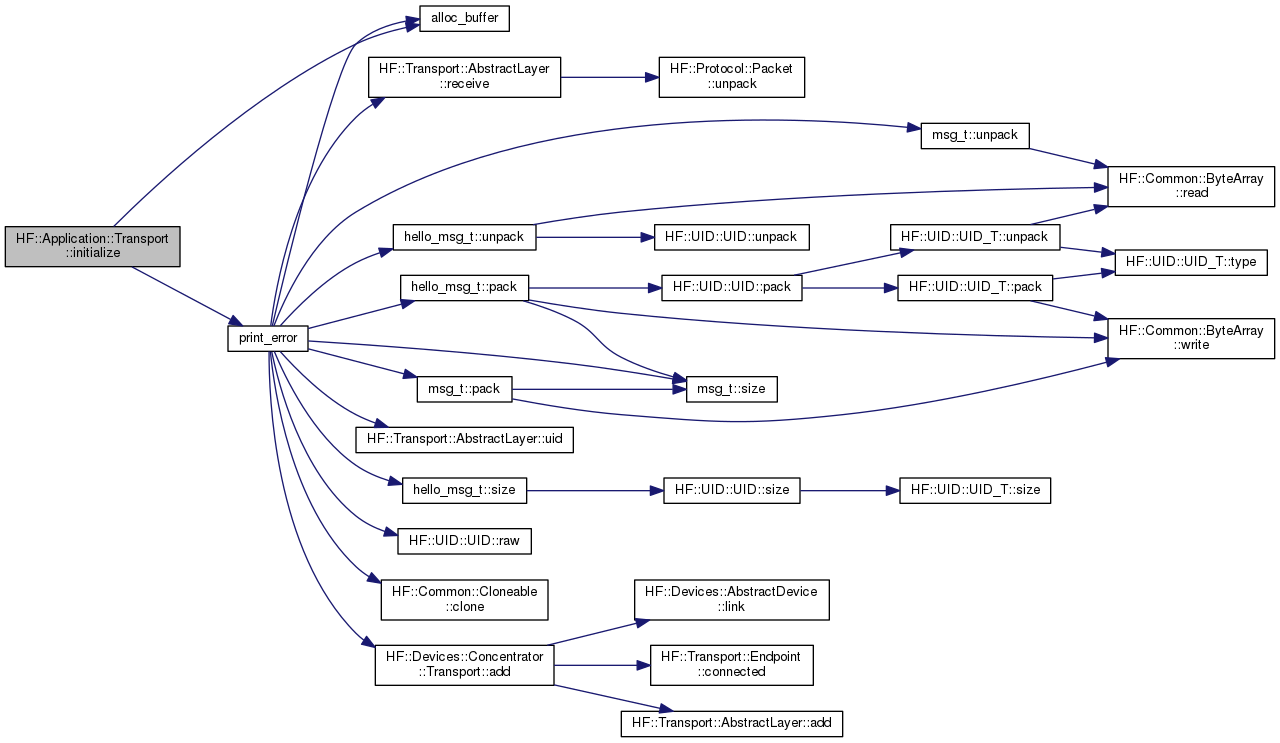 alloc_buffer
HF::Transport::AbstractLayer
::receive
HF::Protocol::Packet
::unpack
msg_t::unpack
HF::Common::ByteArray
::read
HF::Application::Transport
::initialize
hello_msg_t::unpack
HF::UID::UID::unpack
HF::UID::UID_T::unpack
HF::UID::UID_T::type
hello_msg_t::pack
HF::UID::UID::pack
HF::UID::UID_T::pack
print_error
HF::Common::ByteArray
::write
msg_t::pack
msg_t::size
HF::Transport::AbstractLayer::uid
hello_msg_t::size
HF::UID::UID::size
HF::UID::UID_T::size
HF::UID::UID::raw
HF::Common::Cloneable
::clone
HF::Devices::AbstractDevice
::link
HF::Devices::Concentrator
::Transport::add
HF::Transport::Endpoint
::connected
HF::Transport::AbstractLayer::add